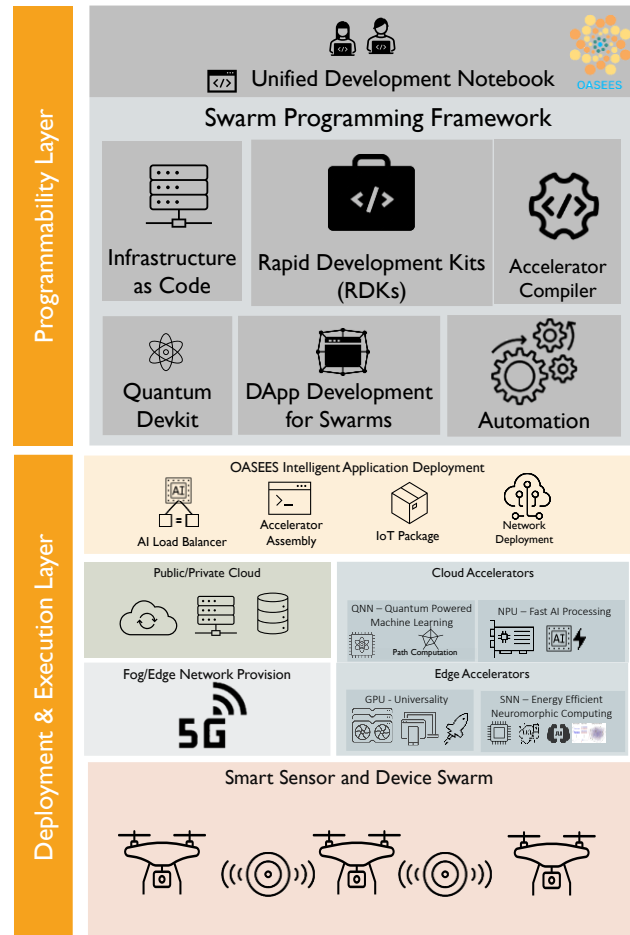 Programmability Layer
</> Unified Development Notebook
OASEES
Swarm Programming Framework
Infrastructure
as Code
</>
Rapid Development Kits
(RDKs)
</>
Accelerator
Compiler
Quantum
Devkit
DApp Development
for Swarms
Automation
Deployment & Execution Layer
OASEES Intelligent Application Deployment
AI
=
AI Load Balancer
>_
Accelerator
Assembly
IoT Package
Network
Deployment
Public/Private Cloud
Cloud Accelerators
QNN – Quantum Powered
Machine Learning
Path Computation
NPU – Fast AI Processing
AI
Fog/Edge Network Provision
5G
Edge Accelerators
GPU - Universality
SNN – Energy Efficient
Neuromorphic Computing
AI
Smart Sensor and Device Swarm